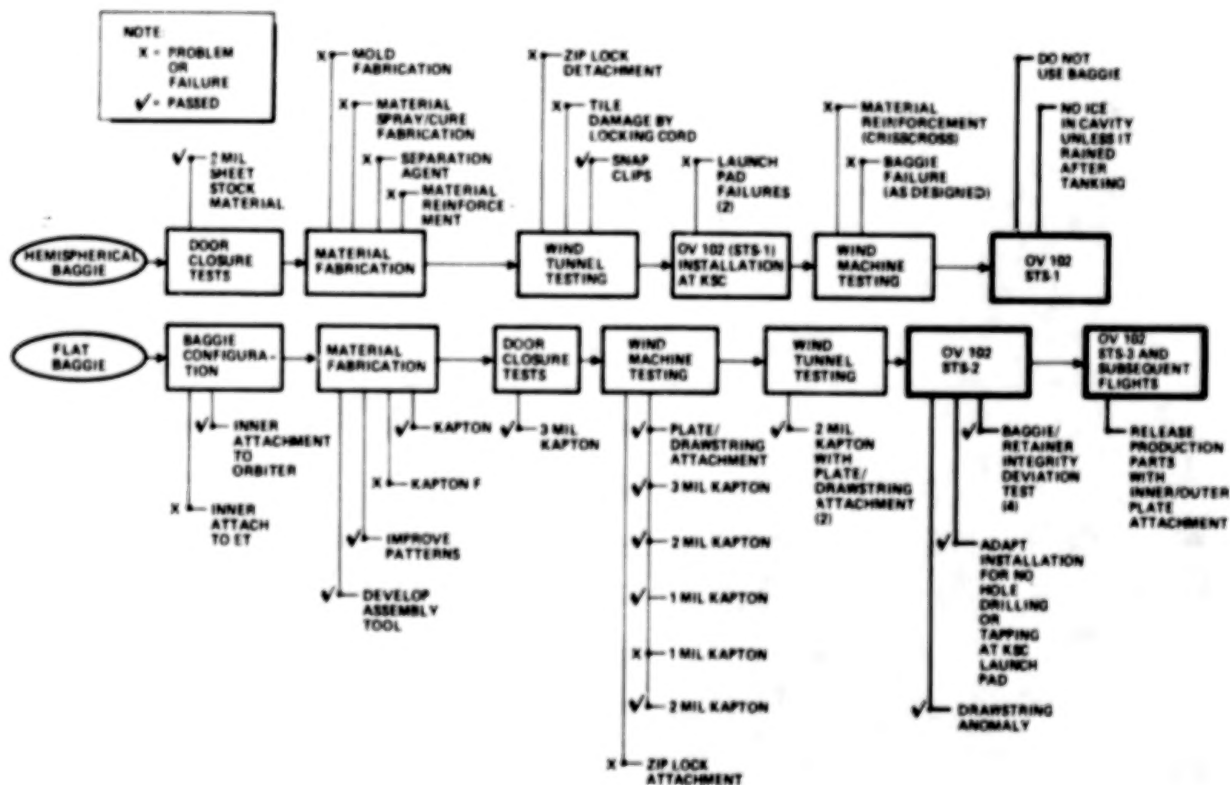 NOTE:
X = PROBLEM
OR
FAILURE
✓ = PASSED
✓ 2 MIL
SHEET
STOCK
MATERIAL
X MOLD
FABRICATION
X MATERIAL
SPRAY/CURE
FABRICATION
X SEPARATION
AGENT
X MATERIAL
REINFORCE
MENT
X ZIP LOCK
DETACHMENT
X TILE
DAMAGE BY
LOCKING CORD
✓ SNAP
CLIPS
X LAUNCH
PAD
FAILURES
(2)
X MATERIAL
REINFORCEMENT
(CRISSCROSS)
X BAGGIE
FAILURE
(AS DESIGNED)
DO NOT
USE BAGGIE
NO ICE
IN CAVITY
UNLESS IT
RAINED
AFTER
TANKING
HEMISPHERICAL
BAGGIE
DOOR
CLOSURE
TESTS
MATERIAL
FABRICATION
WIND
TUNNEL
TESTING
OV 102 (STS-1)
INSTALLATION
AT KSC
WIND
MACHINE
TESTING
OV 102
STS-1
FLAT
BAGGIE
BAGGIE
CONFIGURA-
TION
MATERIAL
FABRICATION
DOOR
CLOSURE
TESTS
WIND
MACHINE
TESTING
WIND
TUNNEL
TESTING
OV 102
STS-2
OV 102
STS-3 AND
SUBSEQUENT
FLIGHTS
✓ INNER
ATTACHMENT
TO
ORBITER
X INNER
ATTACH
TO ET
✓ KAPTON
X KAPTON F
✓ IMPROVE
PATTERNS
✓ DEVELOP
ASSEMBLY
TOOL
✓ 3 MIL
KAPTON
✓ PLATE/
DRAWSTRING
ATTACHMENT
✓ 3 MIL KAPTON
✓ 2 MIL KAPTON
✓ 1 MIL KAPTON
X 1 MIL KAPTON
✓ 2 MIL KAPTON
X ZIP LOCK
ATTACHMENT
✓ 2 MIL
KAPTON
WITH
PLATE/
DRAWSTRING
ATTACHMENT
(2)
✓ BAGGIE/
RETAINER
INTEGRITY
DEVIATION
TEST
(4)
✓ ADAPT
INSTALLATION
FOR NO
HOLE
DRILLING
OR
TAPPING
AT KSC
LAUNCH
PAD
✓ DRAWSTRING
ANOMALY
RELEASE
PRODUCTION
PARTS
WITH
INNER/OUTER
PLATE
ATTACHMENT